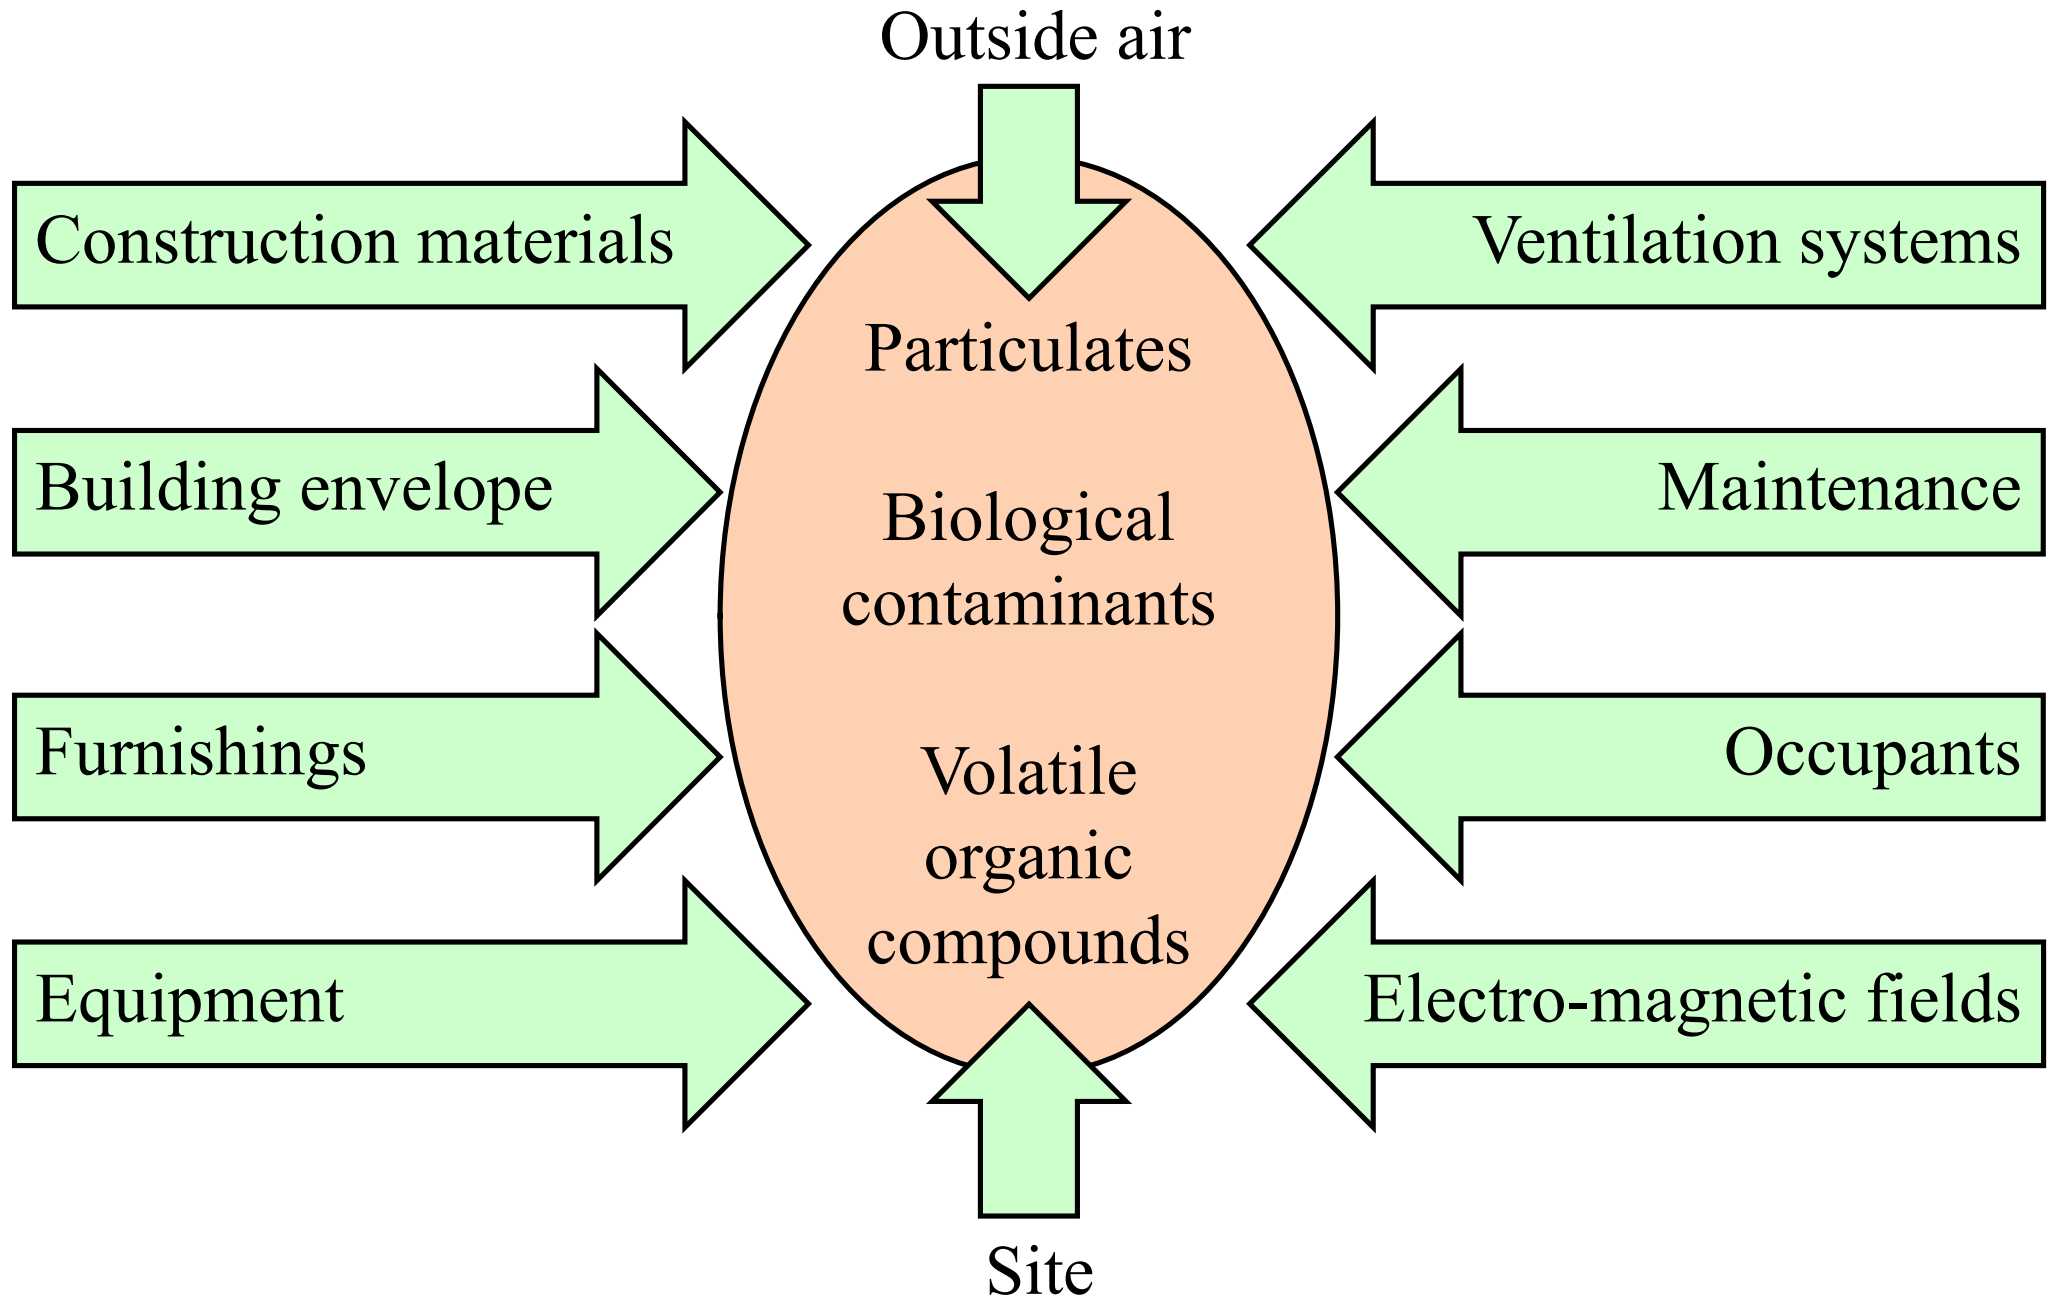 Outside air
Construction materials
Ventilation systems
Particulates
Building envelope
Maintenance
Biological
contaminants
Furnishings
Occupants
Volatile
organic
compounds
Equipment
Electro-magnetic fields
Site